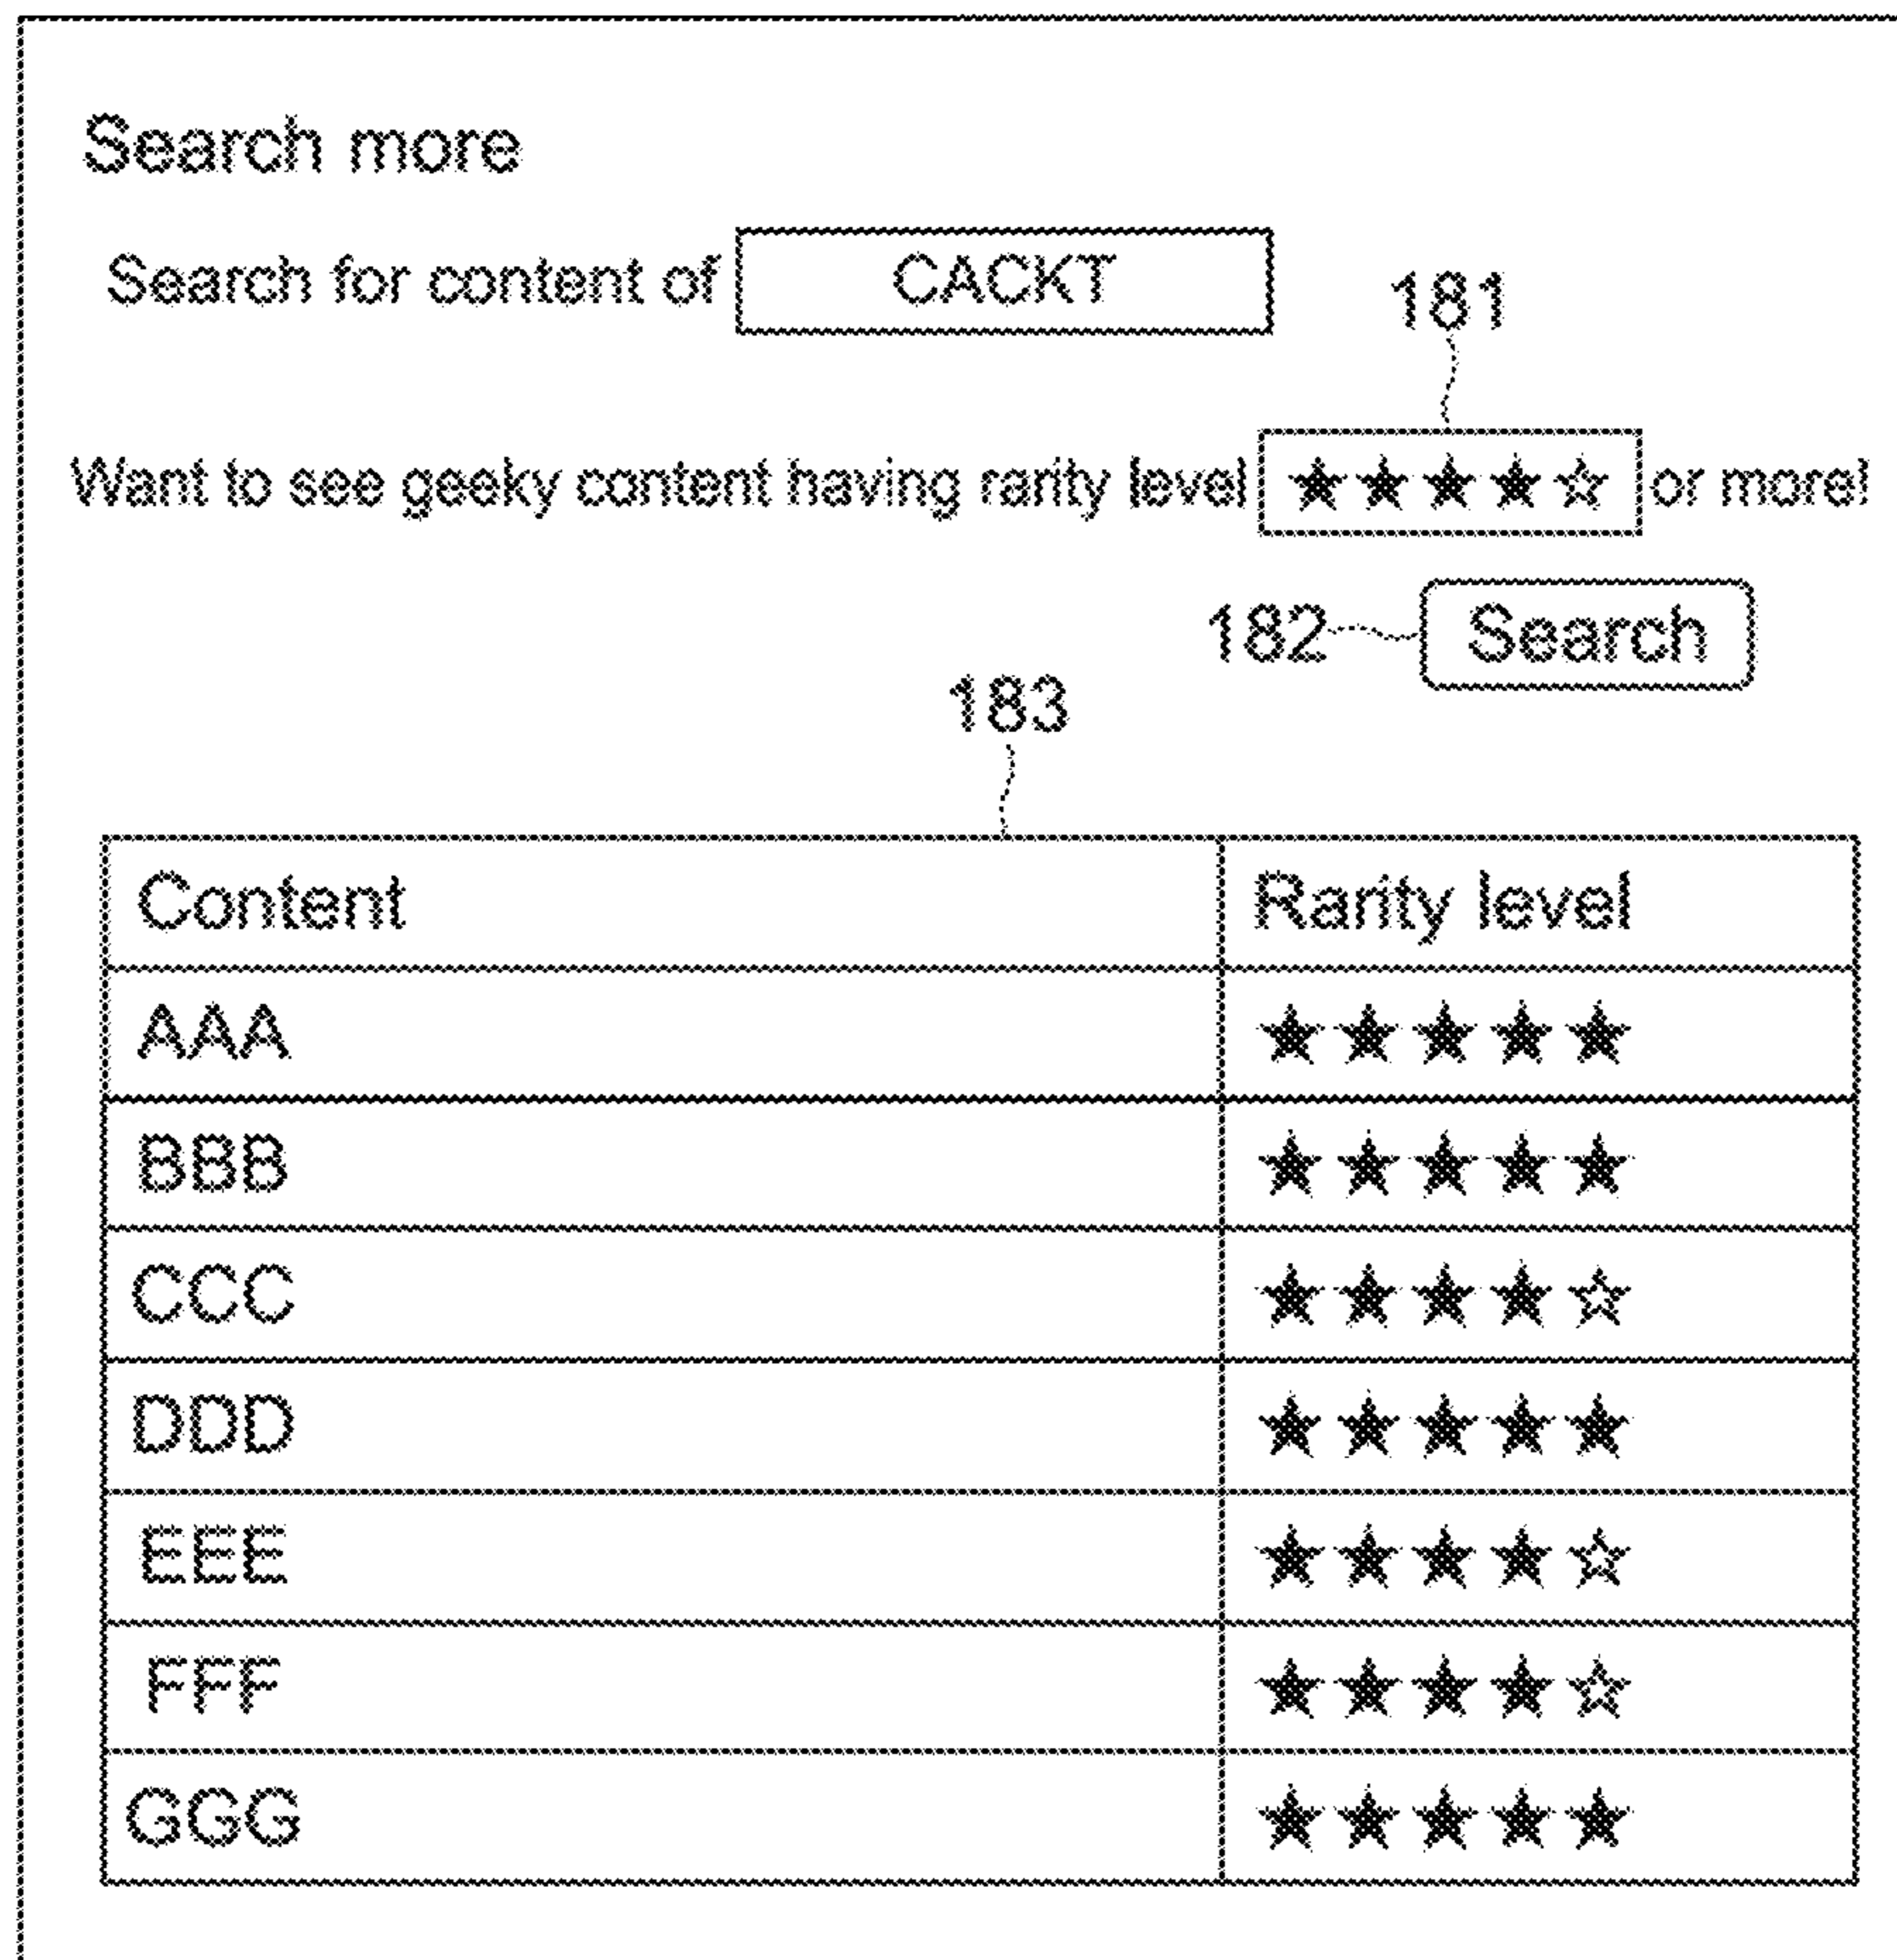 Search more
Search for content of CACKT
181
Want to see geeky content having rarity level ★★★★☆ or more!
182 Search
183
Content Rarity level
AAA ★★★★★
BBB ★★★★★
CCC ★★★★☆
DDD ★★★★★
EEE ★★★★☆
FFF ★★★★☆
GGG ★★★★★